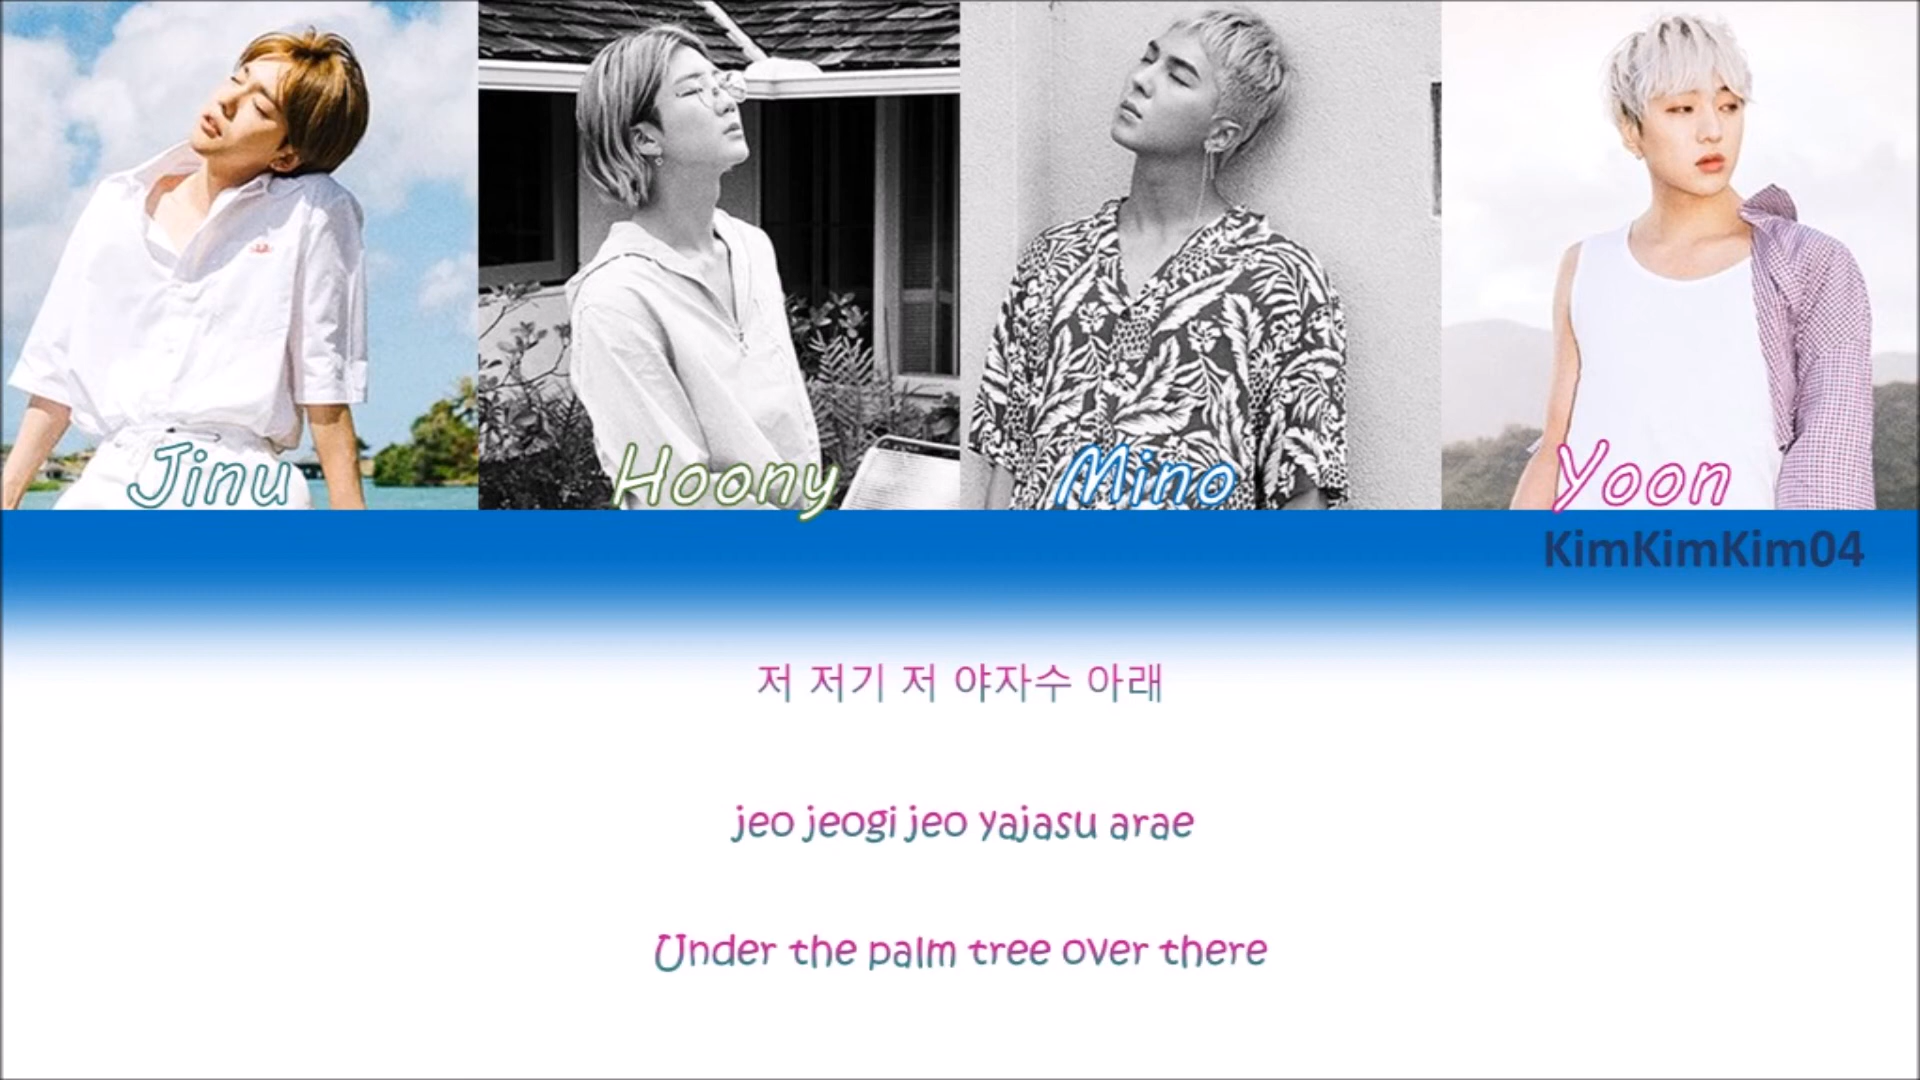 Jinu
Hoony
Mino
Yoon
KimKimKim04
저 저기 저 야자수 아래
jeo jeogi jeo yajasu arae
Under the palm tree over there